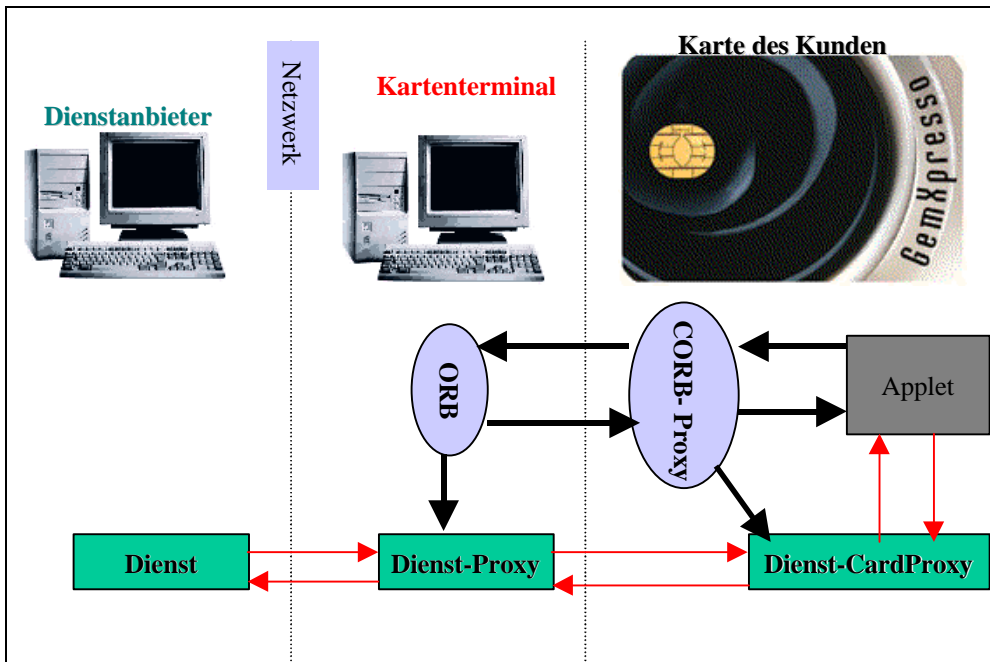 Karte des Kunden
Netzwerk
Kartenterminal
Dienstanbieter
GemXpresso
ORB
CORB- Proxy
Applet
Dienst
Dienst-Proxy
Dienst-CardProxy